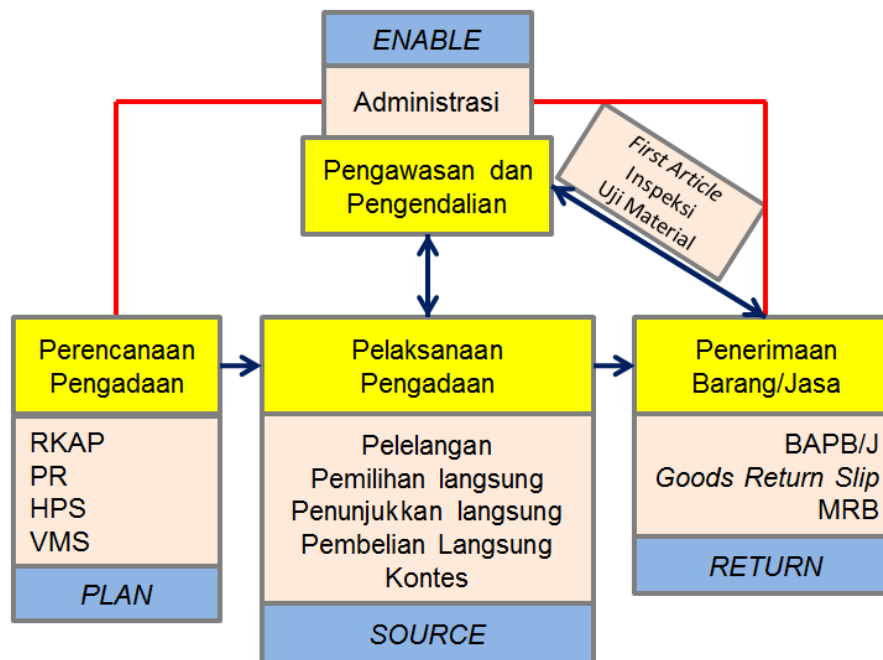 ENABLE
Administrasi
Pengawasan dan
Pengendalian
First Article
Inspeksi
Uji Material
Perencanaan
Pengadaan
RKAP
PR
HPS
VMS
PLAN
Pelaksanaan
Pengadaan
Pelelangan
Pemilihan langsung
Penunjukkan langsung
Pembelian Langsung
Kontes
SOURCE
Penerimaan
Barang/Jasa
BAPB/J
Goods Return Slip
MRB
RETURN